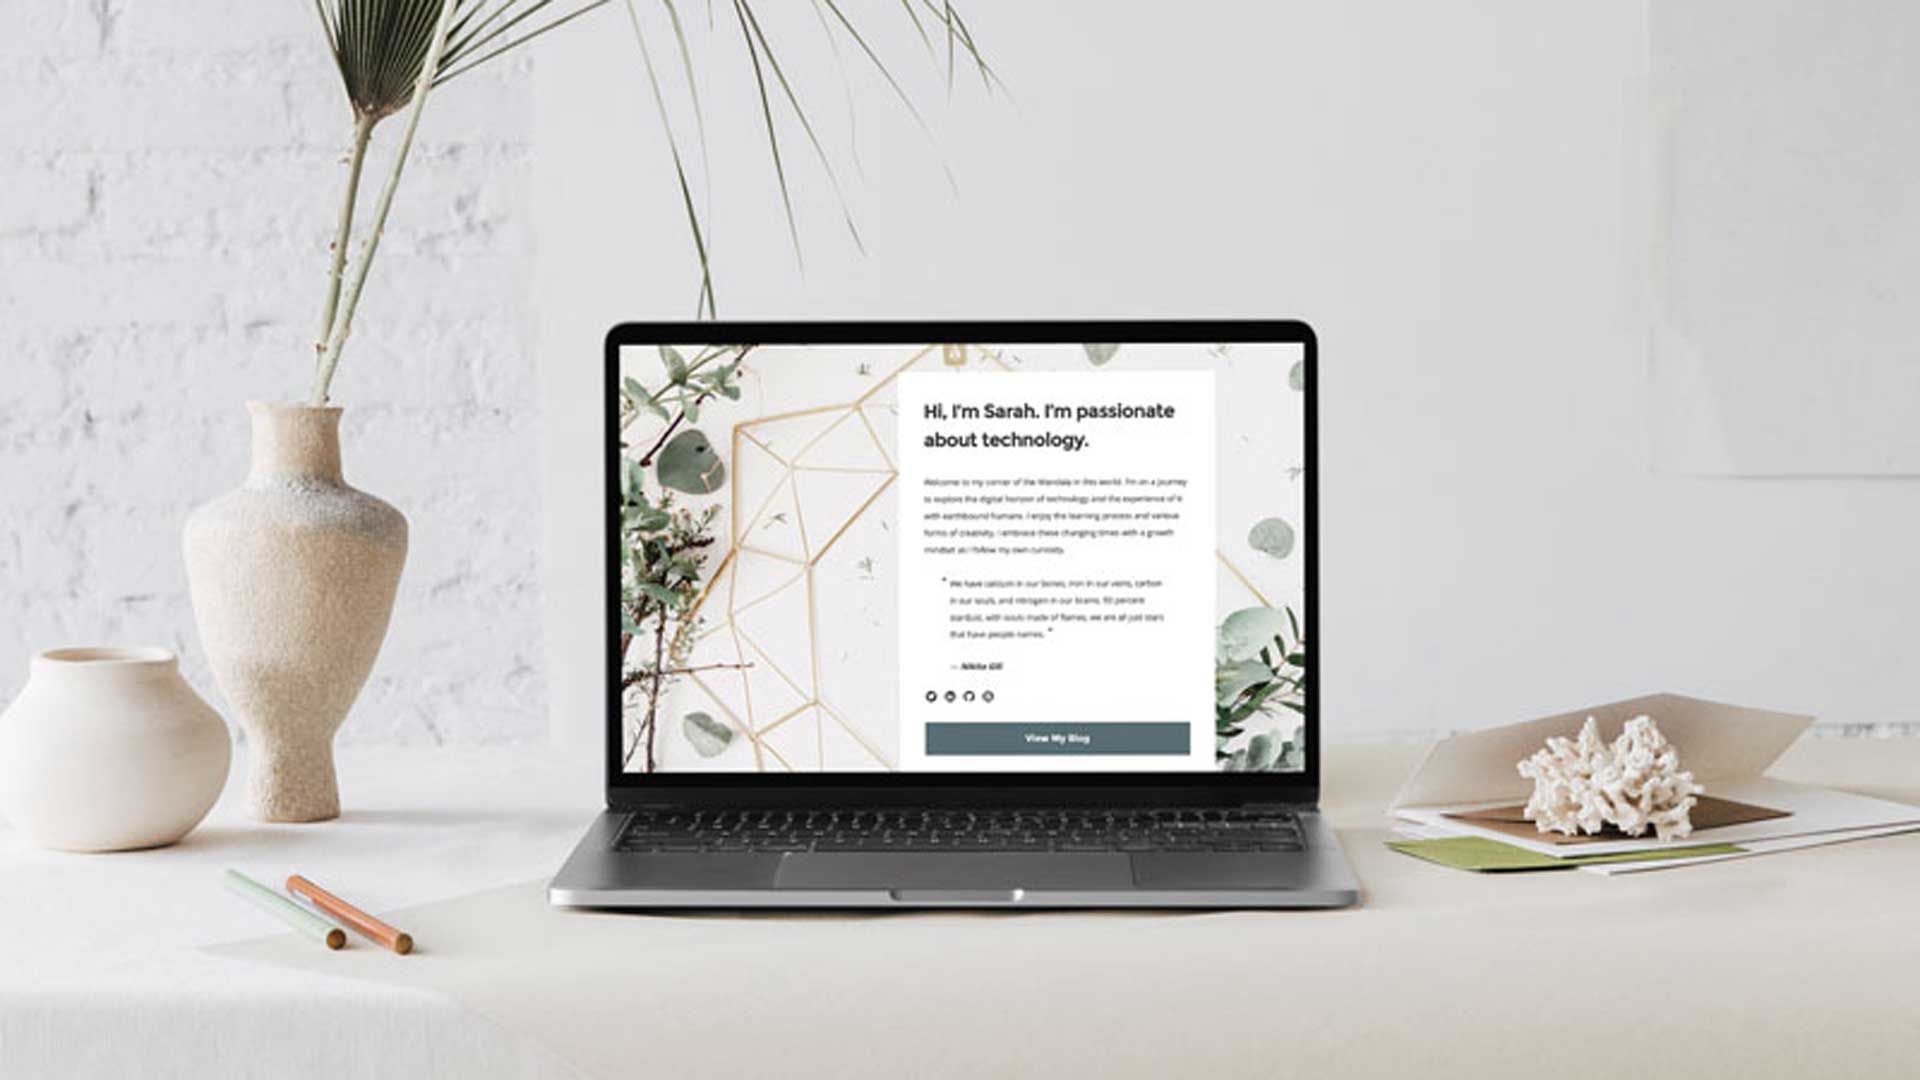 Hi, I'm Sarah. I'm passionate
about technology.
Welcome to my corner of the Mandala in this world. I'm on a journey
to explore the digital horizon of technology and the experience of it
with earthbound humans. I enjoy the learning process and various
forms of creativity. I embrace these changing times with a growth
mindset as I follow my own curiosity.
" We have calcium in our bones, iron in our veins, carbon
in our souls, and nitrogen in our brains. 93 percent
stardust, with souls made of flames, we are all just stars
that have people names. "
— Nikita Gill
View My Blog